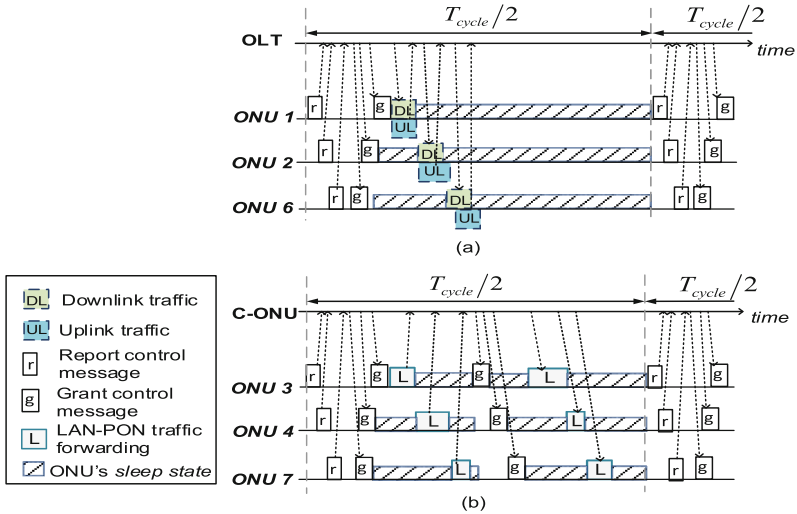 T_cycle/2 T_cycle/2
OLT
time
r g r g
ONU 1 DL
UL
r g r g
ONU 2 DL
UL
r g r g
ONU 6 DL
UL
(a)
DL Downlink traffic
UL Uplink traffic
r Report control
message
g Grant control
message
L LAN-PON traffic
forwarding
ONU's sleep state
T_cycle/2 T_cycle/2
C-ONU
time
ONU 3 r g L g L r g
ONU 4 r g L g L r g
ONU 7 r g L g L r g
(b)